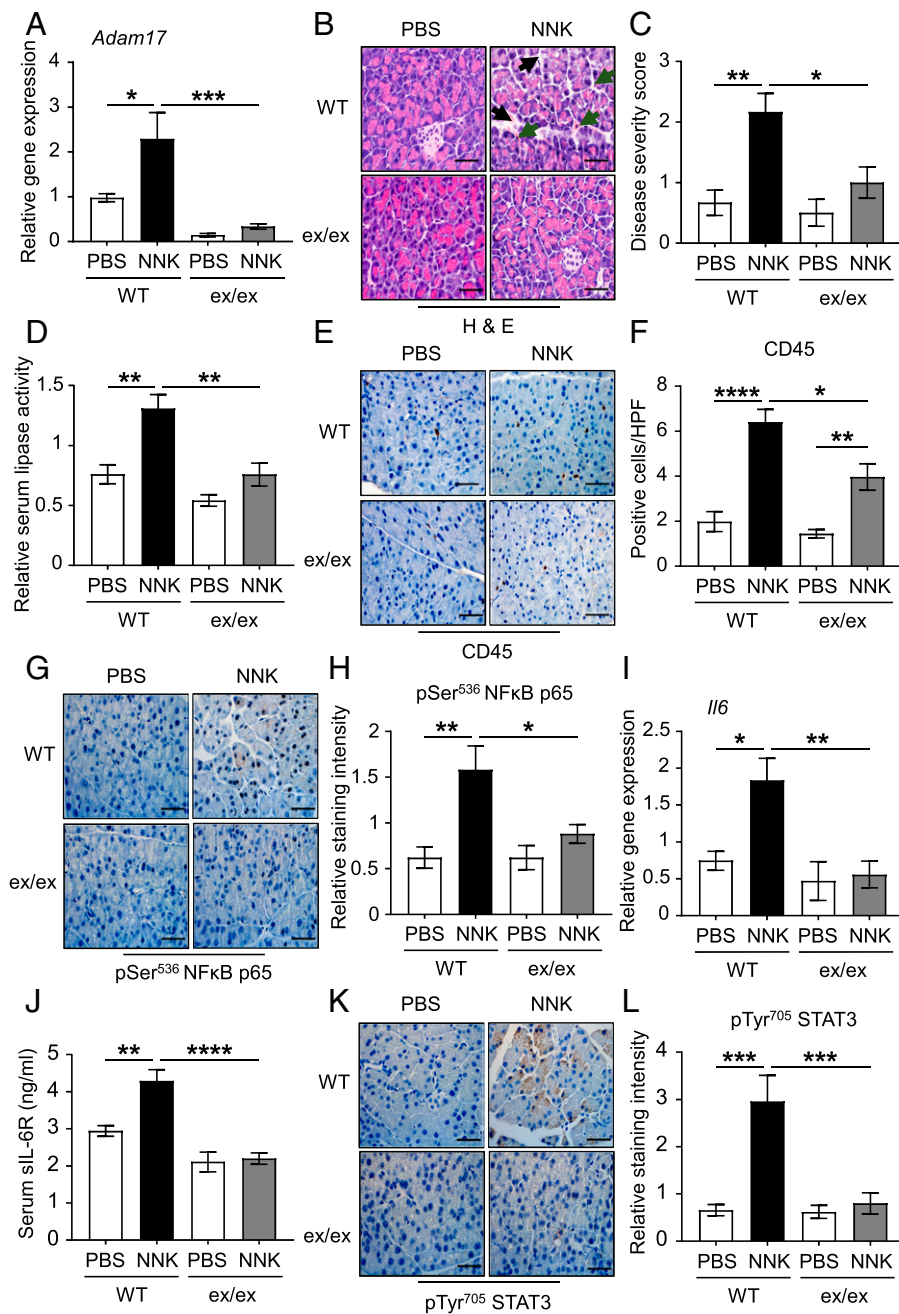 A
Adam17
Relative gene expression
4
3
2
1
0
*
***
PBS
NNK
PBS
NNK
WT
ex/ex
B
PBS
NNK
WT
ex/ex
H & E
C
Disease severity score
3
2
1
0
**
*
PBS
NNK
PBS
NNK
WT
ex/ex
D
Relative serum lipase activity
1.5
1
0.5
0
**
**
PBS
NNK
PBS
NNK
WT
ex/ex
E
PBS
NNK
WT
ex/ex
CD45
F
CD45
Positive cells/HPF
8
6
4
2
0
****
*
**
PBS
NNK
PBS
NNK
WT
ex/ex
G
PBS
NNK
WT
ex/ex
pSer⁵³⁶ NFκB p65
H
pSer⁵³⁶ NFκB p65
Relative staining intensity
2
1.5
1
0.5
0
**
*
PBS
NNK
PBS
NNK
WT
ex/ex
I
Il6
Relative gene expression
2.5
2
1.5
1
0.5
0
*
**
PBS
NNK
PBS
NNK
WT
ex/ex
J
Serum sIL-6R (ng/ml)
5
4
3
2
1
0
**
****
PBS
NNK
PBS
NNK
WT
ex/ex
K
PBS
NNK
WT
ex/ex
pTyr⁷⁰⁵ STAT3
L
pTyr⁷⁰⁵ STAT3
Relative staining intensity
4
3
2
1
0
***
***
PBS
NNK
PBS
NNK
WT
ex/ex